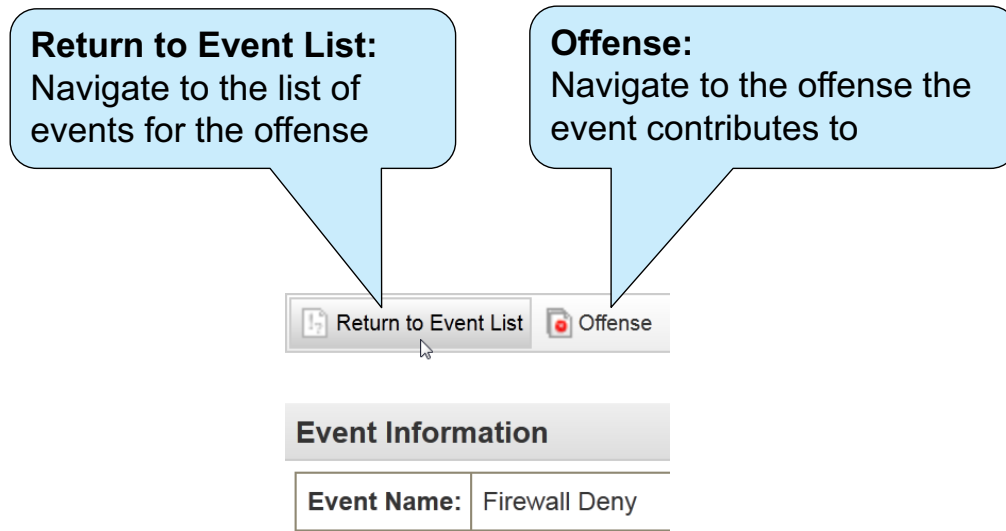 Return to Event List:
Navigate to the list of
events for the offense
Offense:
Navigate to the offense the
event contributes to
Return to Event List
Offense
Event Information
Event Name: Firewall Deny